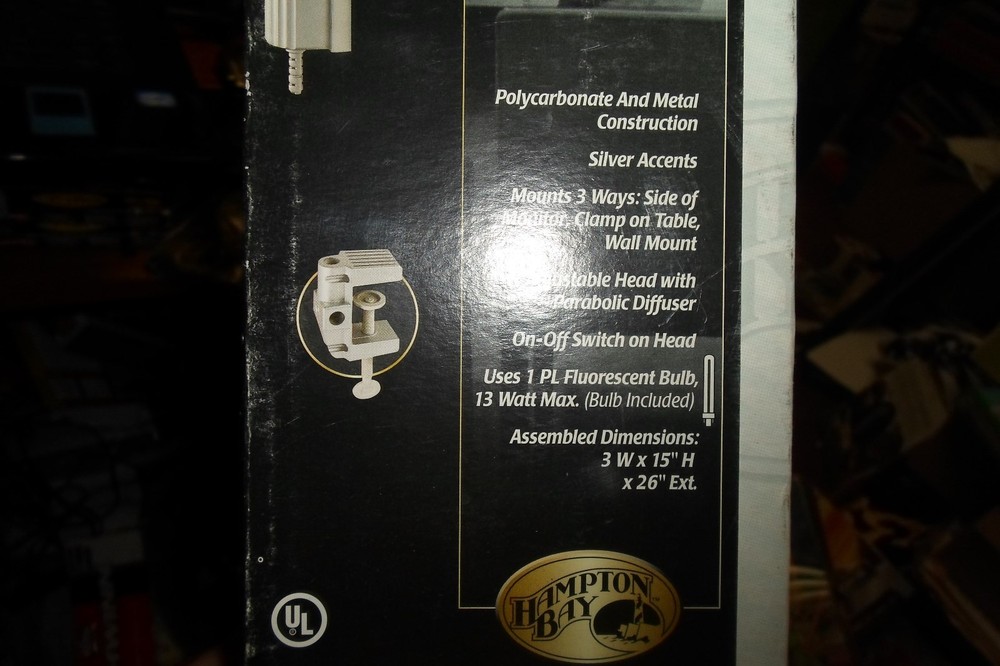 Polycarbonate And Metal
Construction
Silver Accents
Mounts 3 Ways: Side of
Monitor, Clamp on Table,
Wall Mount
Head with
Parabolic Diffuser
On-Off Switch on Head
Uses 1 PL Fluorescent Bulb,
13 Watt Max. (Bulb Included)
Assembled Dimensions:
3 W x 15" H
x 26" Ext.
HAMPTON
BAY
UL